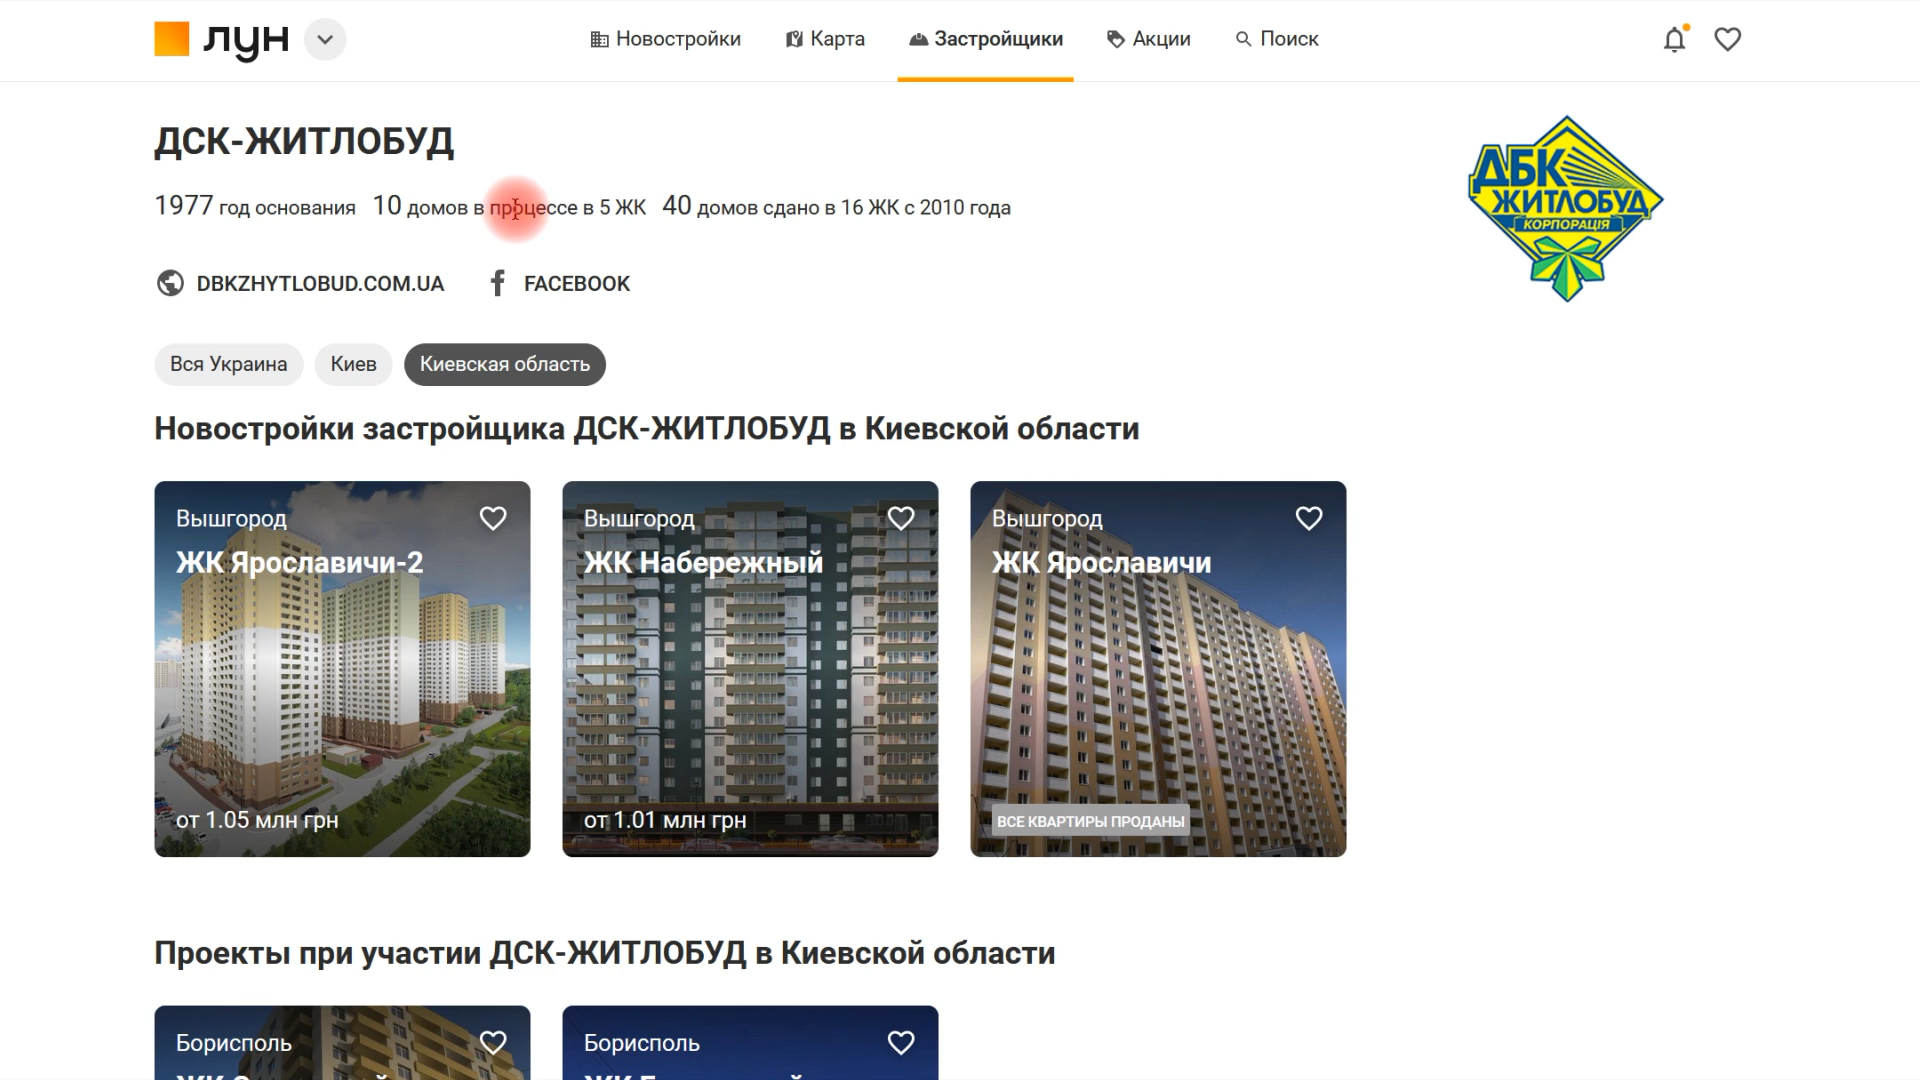 лун
Новостройки
Карта
Застройщики
Акции
Поиск
ДСК-ЖИТЛОБУД
1977 год основания 10 домов в процессе в 5 ЖК 40 домов сдано в 16 ЖК с 2010 года
ДБК
ЖИТЛОБУД
КОРПОРАЦІЯ
DBKZHYTLOBUD.COM.UA
FACEBOOK
Вся Украина
Киев
Киевская область
Новостройки застройщика ДСК-ЖИТЛОБУД в Киевской области
Вышгород
ЖК Ярославичи-2
от 1.05 млн грн
Вышгород
ЖК Набережный
от 1.01 млн грн
Вышгород
ЖК Ярославичи
ВСЕ КВАРТИРЫ ПРОДАНЫ
Проекты при участии ДСК-ЖИТЛОБУД в Киевской области
Борисполь
Борисполь